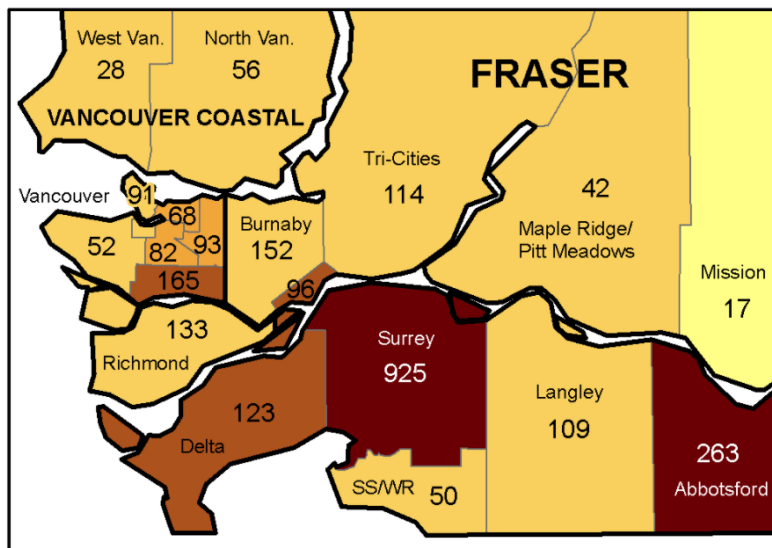 West Van.
28
North Van.
56
FRASER
VANCOUVER COASTAL
Tri-Cities
114
42
Maple Ridge/
Pitt Meadows
Vancouver
91
68
52
82
93
165
Burnaby
152
96
Mission
17
133
Richmond
Surrey
925
123
Delta
Langley
109
SS/WR
50
263
Abbotsford